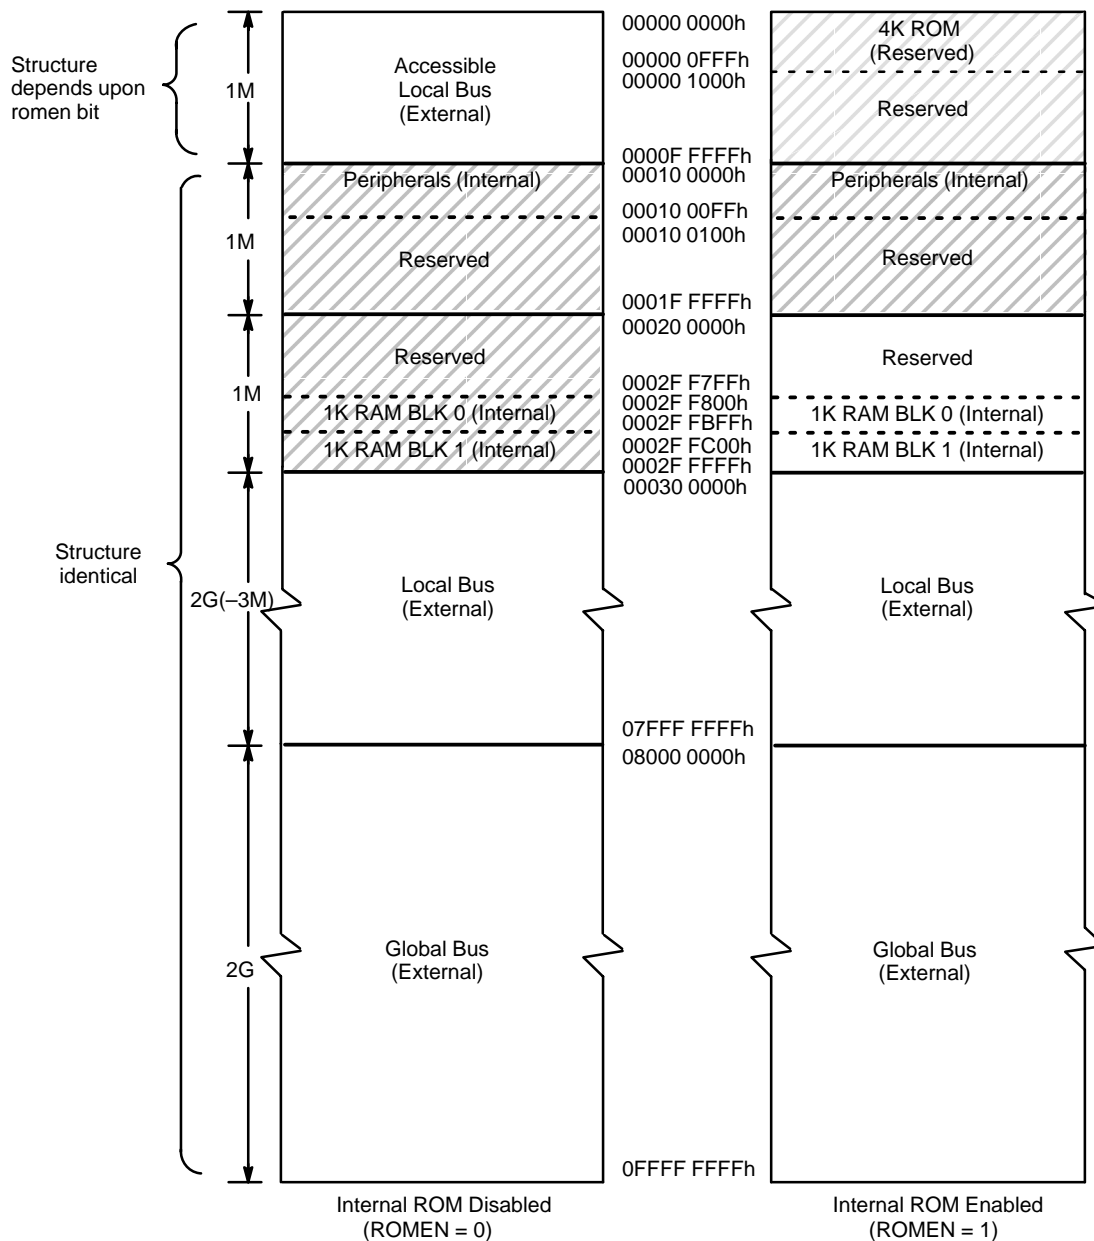 Structure
depends upon
romen bit
1M
Accessible
Local Bus
(External)
00000 0000h
00000 0FFFh
00000 1000h
0000F FFFFh
4K ROM
(Reserved)
Reserved
1M
Peripherals (Internal)
Reserved
00010 0000h
00010 00FFh
00010 0100h
0001F FFFFh
Peripherals (Internal)
Reserved
1M
Reserved
1K RAM BLK 0 (Internal)
1K RAM BLK 1 (Internal)
00020 0000h
0002F F7FFh
0002F F800h
0002F FBFFh
0002F FC00h
0002F FFFFh
Reserved
1K RAM BLK 0 (Internal)
1K RAM BLK 1 (Internal)
Structure
identical
2G(–3M)
Local Bus
(External)
00030 0000h
07FFF FFFFh
Local Bus
(External)
2G
Global Bus
(External)
08000 0000h
0FFFF FFFFh
Global Bus
(External)
Internal ROM Disabled
(ROMEN = 0)
Internal ROM Enabled
(ROMEN = 1)